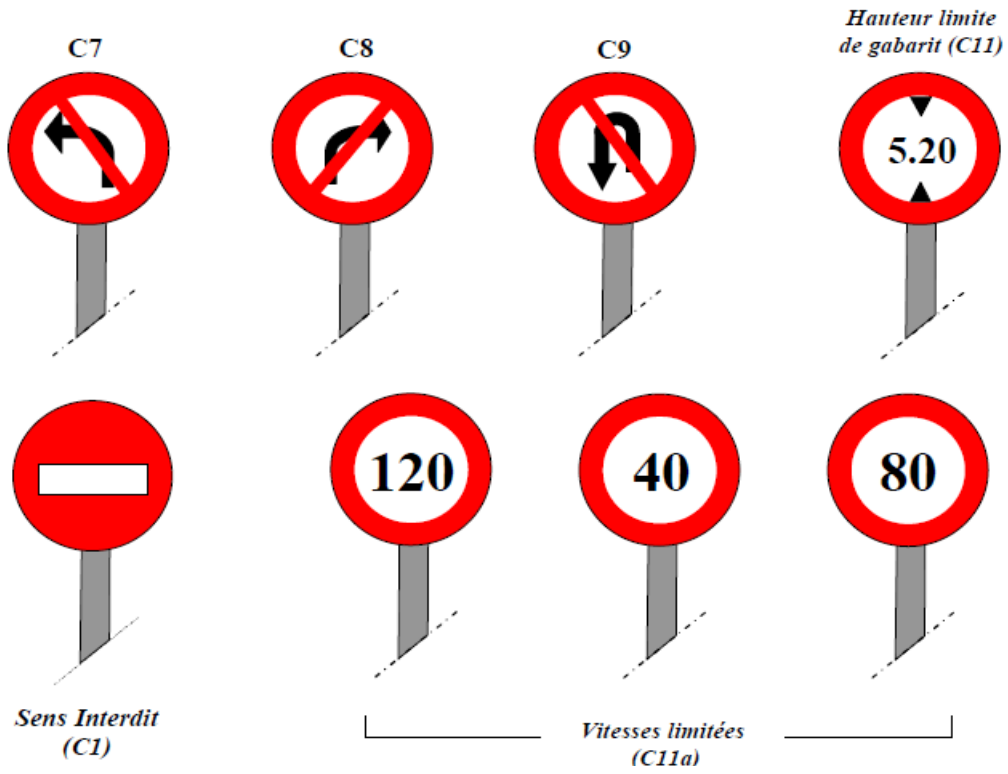 C7
C8
C9
Hauteur limite
de gabarit (C11)
5.20
120
40
80
Sens Interdit
(C1)
Vitesses limitées
(C11a)